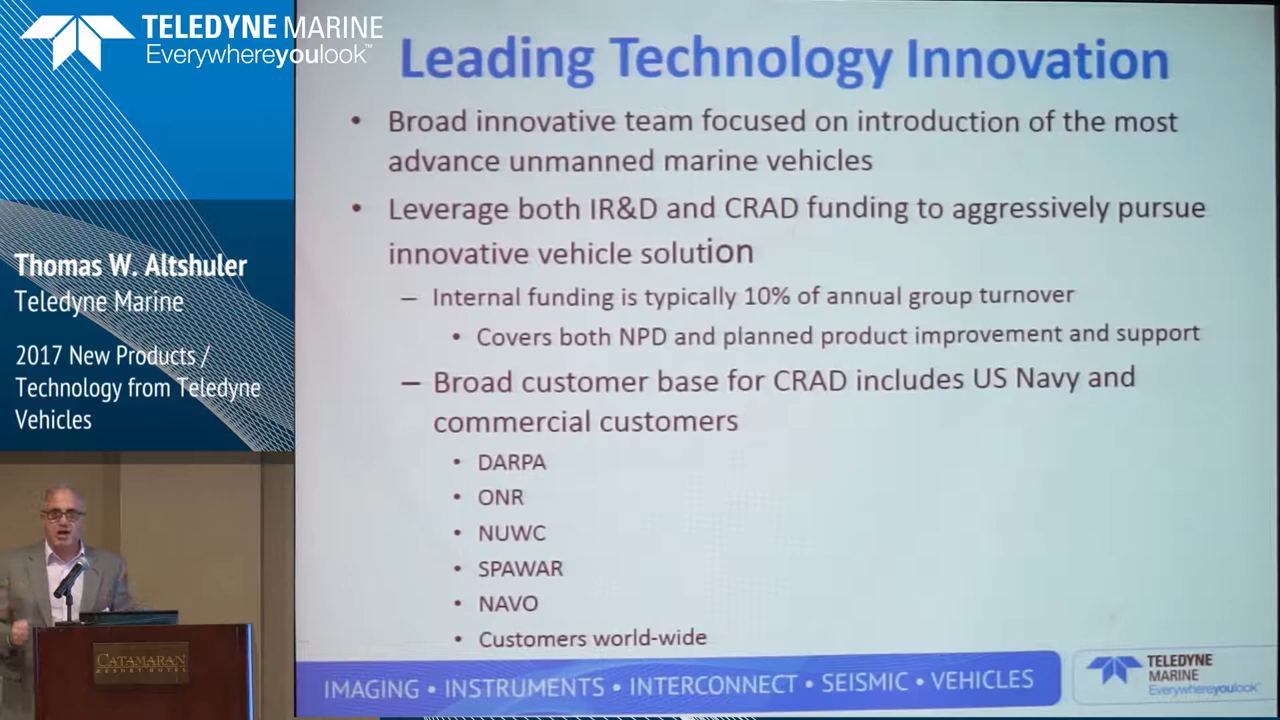 TELEDYNE MARINE
Everywhereyoulook™
Thomas W. Altshuler
Teledyne Marine
2017 New Products /
Technology from Teledyne
Vehicles
CATAMARAN
RESORT HOTEL
Leading Technology Innovation
• Broad innovative team focused on introduction of the most
advance unmanned marine vehicles
• Leverage both IR&D and CRAD funding to aggressively pursue
innovative vehicle solution
– Internal funding is typically 10% of annual group turnover
• Covers both NPD and planned product improvement and support
– Broad customer base for CRAD includes US Navy and
commercial customers
• DARPA
• ONR
• NUWC
• SPAWAR
• NAVO
• Customers world-wide
IMAGING • INSTRUMENTS • INTERCONNECT • SEISMIC • VEHICLES
TELEDYNE
MARINE
Everywhereyoulook™